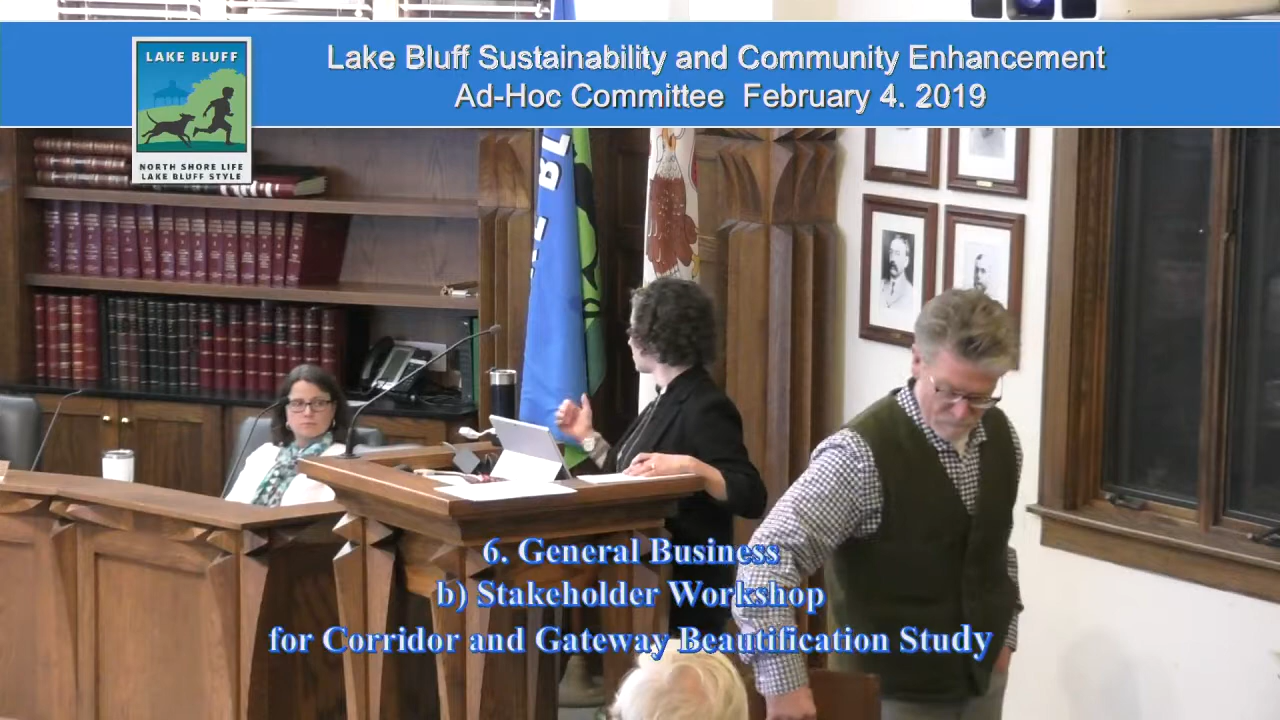 Lake Bluff Sustainability and Community Enhancement
Ad-Hoc Committee February 4. 2019
LAKE BLUFF
NORTH SHORE LIFE
LAKE BLUFF STYLE
6. General Business
b) Stakeholder Workshop
for Corridor and Gateway Beautification Study